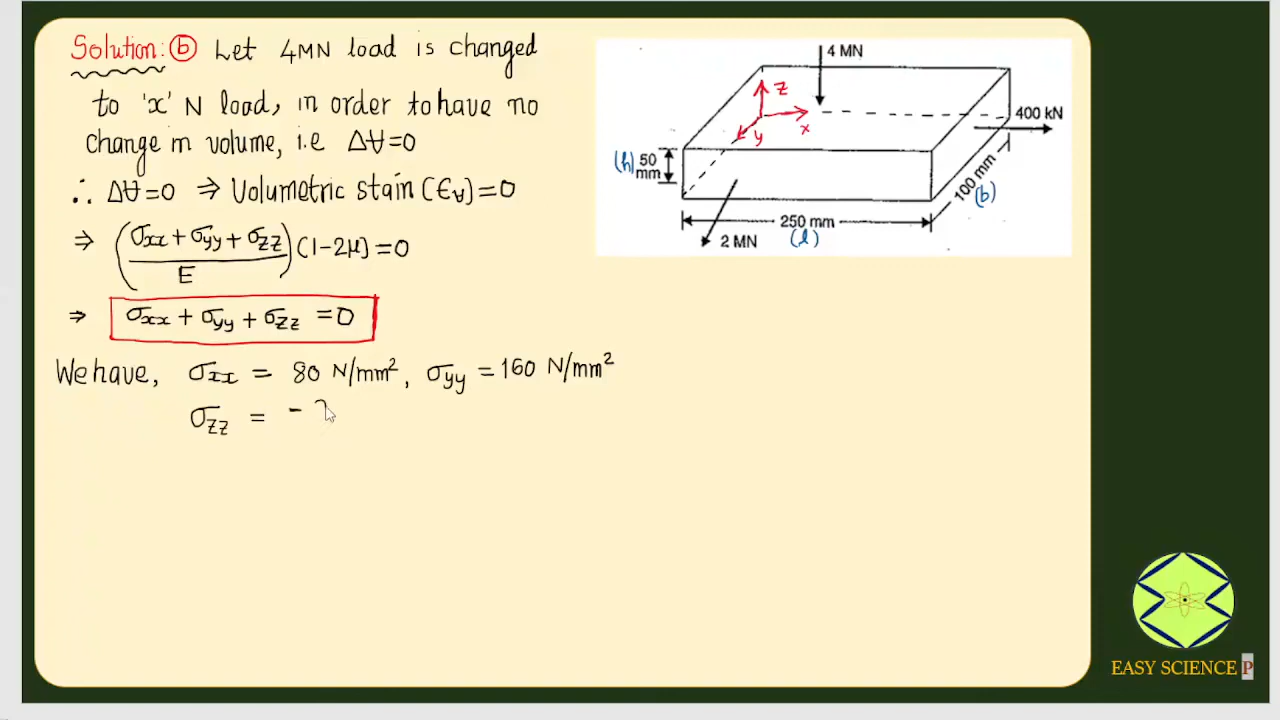 Solution: ⓑ Let 4MN load is changed
to 'x' N load, in order to have no
change in volume, i.e ΔV=0
∴ ΔV=0 ⇒ Volumetric stain (ϵv)=0
⇒ ((σxx+σyy+σzz)/E)(1-2μ)=0
⇒ σxx + σyy + σzz = 0
We have, σxx = 80 N/mm², σyy = 160 N/mm²
σzz = -
4 MN
z
x
y
400 kN
(h) 50
mm
100 mm
(b)
250 mm
(l)
2 MN
EASY SCIENCE P